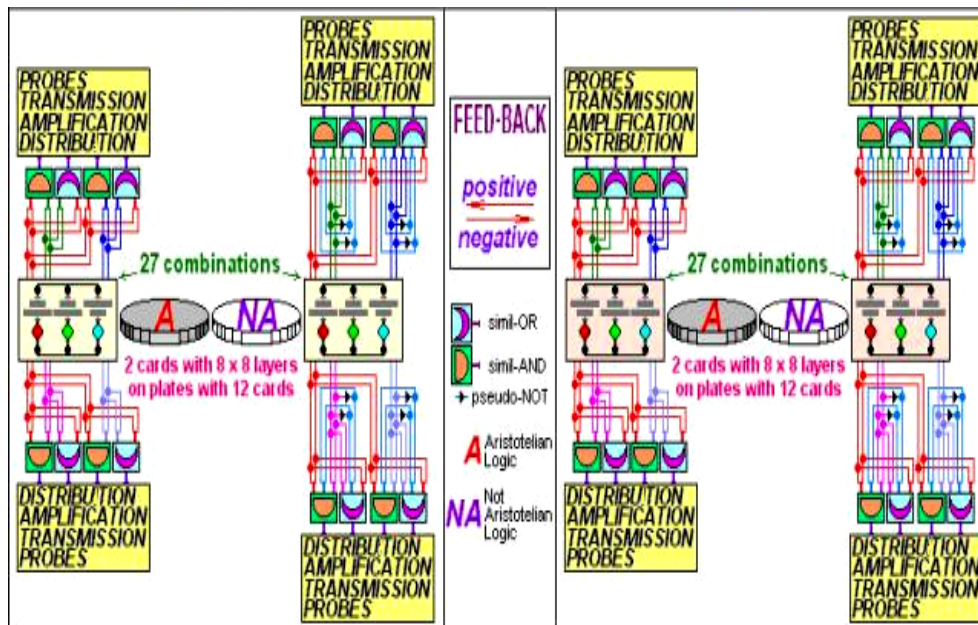 PROBES
TRANSMISSION
AMPLIFICATION
DISTRIBUTION
PROBES
TRANSMISSION
AMPLIFICATION
DISTRIBUTION
27 combinations
A
NA
2 cards with 8 x 8 layers
on plates with 12 cards
DISTRIBUTION
AMPLIFICATION
TRANSMISSION
PROBES
DISTRIBUTION
AMPLIFICATION
TRANSMISSION
PROBES
FEED-BACK
positive
negative
simil-OR
simil-AND
pseudo-NOT
A Aristotelian
Logic
NA Not
Aristotelian
Logic
PROBES
TRANSMISSION
AMPLIFICATION
DISTRIBUTION
PROBES
TRANSMISSION
AMPLIFICATION
DISTRIBUTION
27 combinations
A
NA
2 cards with 8 x 8 layers
on plates with 12 cards
DISTRIBUTION
AMPLIFICATION
TRANSMISSION
PROBES
DISTRIBUTION
AMPLIFICATION
TRANSMISSION
PROBES